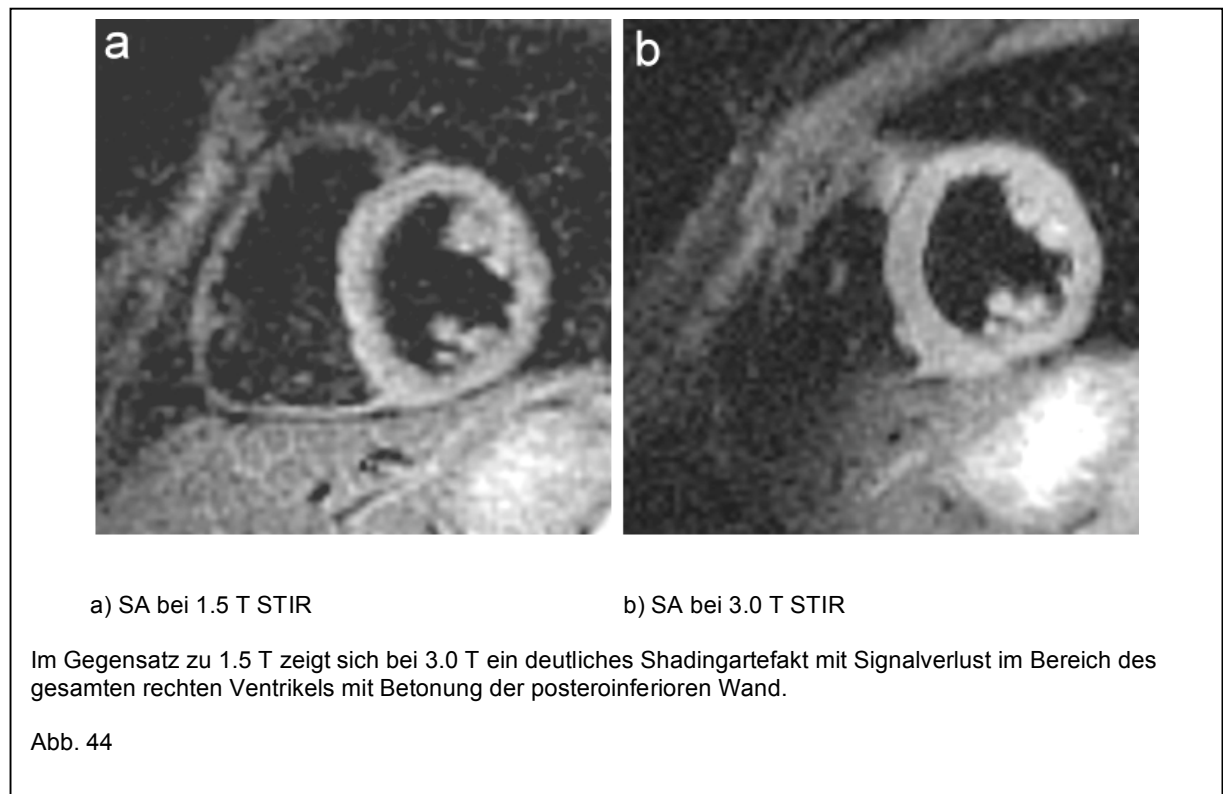 a
b
a) SA bei 1.5 T STIR
b) SA bei 3.0 T STIR
Im Gegensatz zu 1.5 T zeigt sich bei 3.0 T ein deutliches Shadingartefakt mit Signalverlust im Bereich des
gesamten rechten Ventrikels mit Betonung der posteroinferioren Wand.
Abb. 44